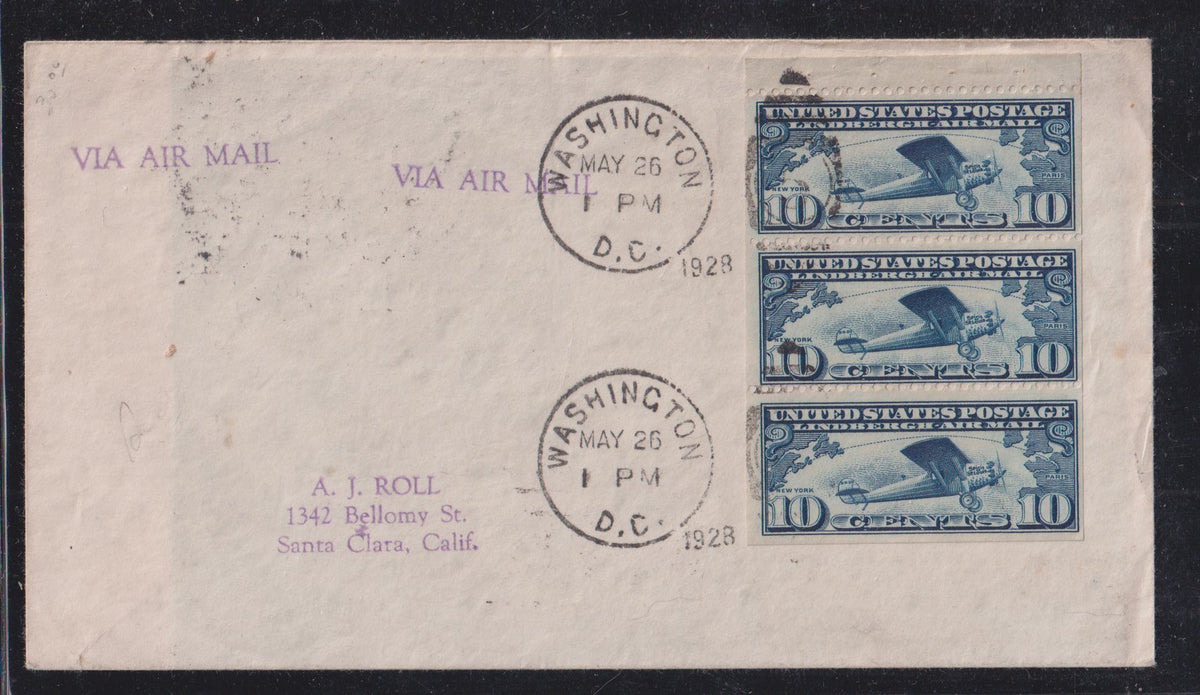 VIA AIR MAIL
VIA AIR MAIL
WASHINGTON
MAY 26
1 PM
D.C.
1928
UNITED STATES POSTAGE
LINDBERGH AIR MAIL
NEW YORK
PARIS
10 CENTS 10
UNITED STATES POSTAGE
LINDBERGH AIR MAIL
NEW YORK
PARIS
10 CENTS 10
WASHINGTON
MAY 26
1 PM
D.C.
1928
UNITED STATES POSTAGE
LINDBERGH AIR MAIL
NEW YORK
PARIS
10 CENTS 10
A. J. ROLL
1342 Bellomy St.
Santa Clara, Calif.